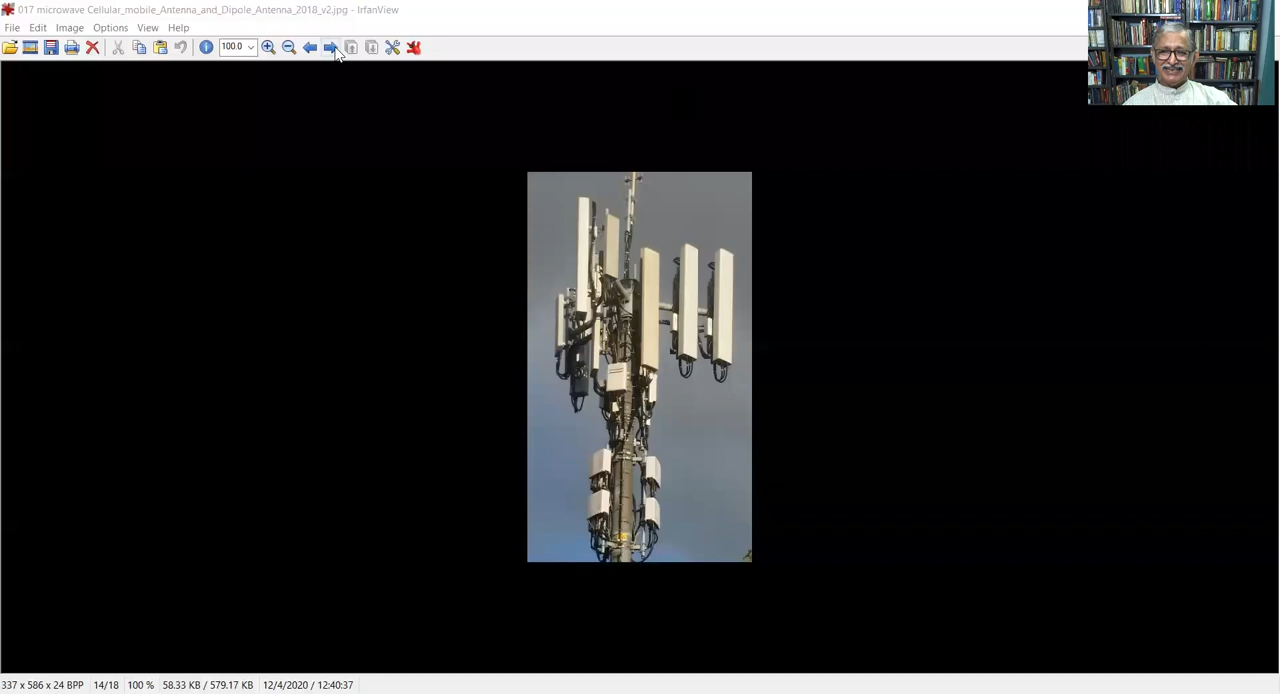 017 microwave Cellular_mobile_Antenna_and_Dipole_Antenna_2018_v2.jpg - IrfanView
File Edit Image Options View Help
100.0
337 x 586 x 24 BPP 14/18 100 % 58.33 KB / 579.17 KB 12/4/2020 / 12:40:37